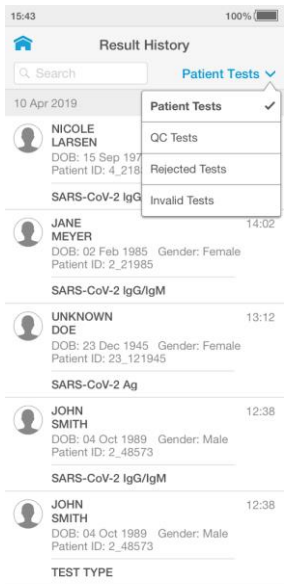 15:43 100%
Result History
Search Patient Tests
10 Apr 2019
Patient Tests
QC Tests
Rejected Tests
Invalid Tests
NICOLE
LARSEN
DOB: 15 Sep 197
Patient ID: 4_218
SARS-CoV-2 IgG
JANE 14:02
MEYER
DOB: 02 Feb 1985 Gender: Female
Patient ID: 2_21985
SARS-CoV-2 IgG/IgM
UNKNOWN 13:12
DOE
DOB: 23 Dec 1945 Gender: Female
Patient ID: 23_121945
SARS-CoV-2 Ag
JOHN 12:38
SMITH
DOB: 04 Oct 1989 Gender: Male
Patient ID: 2_48573
SARS-CoV-2 IgG/IgM
JOHN 12:38
SMITH
DOB: 04 Oct 1989 Gender: Male
Patient ID: 2_48573
TEST TYPE